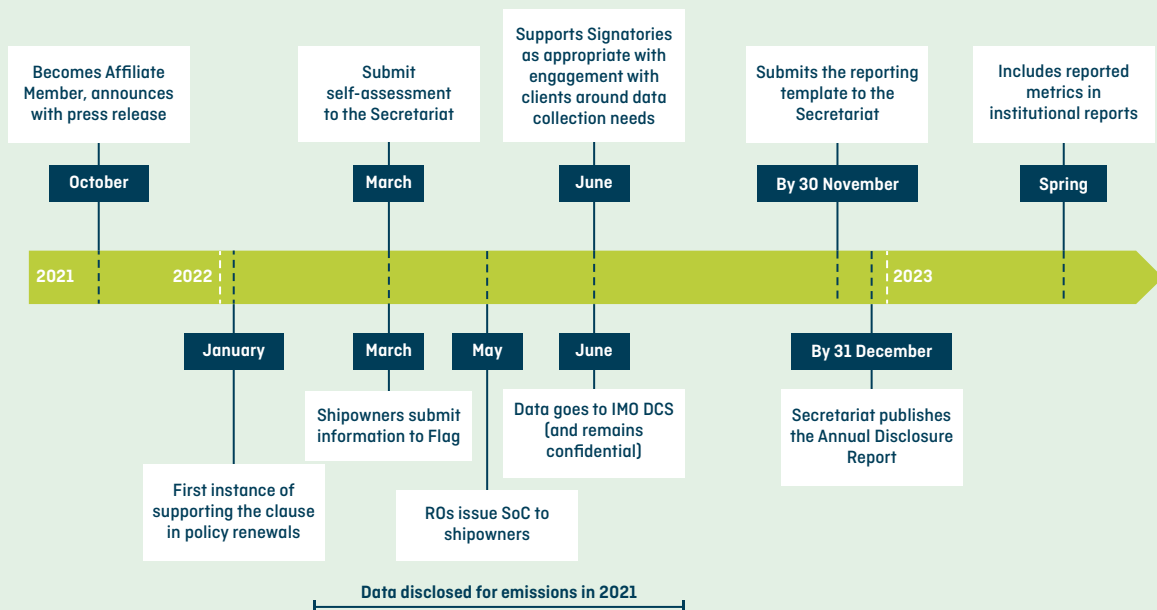 Becomes Affiliate
Member, announces
with press release
October
Submit
self-assessment
to the Secretariat
March
Supports Signatories
as appropriate with
engagement with
clients around data
collection needs
June
Submits the reporting
template to the
Secretariat
By 30 November
Includes reported
metrics in
institutional reports
Spring
2021
2022
2023
January
First instance of
supporting the clause
in policy renewals
March
Shipowners submit
information to Flag
May
ROs issue SoC to
shipowners
June
Data goes to IMO DCS
(and remains
confidential)
By 31 December
Secretariat publishes
the Annual Disclosure
Report
Data disclosed for emissions in 2021